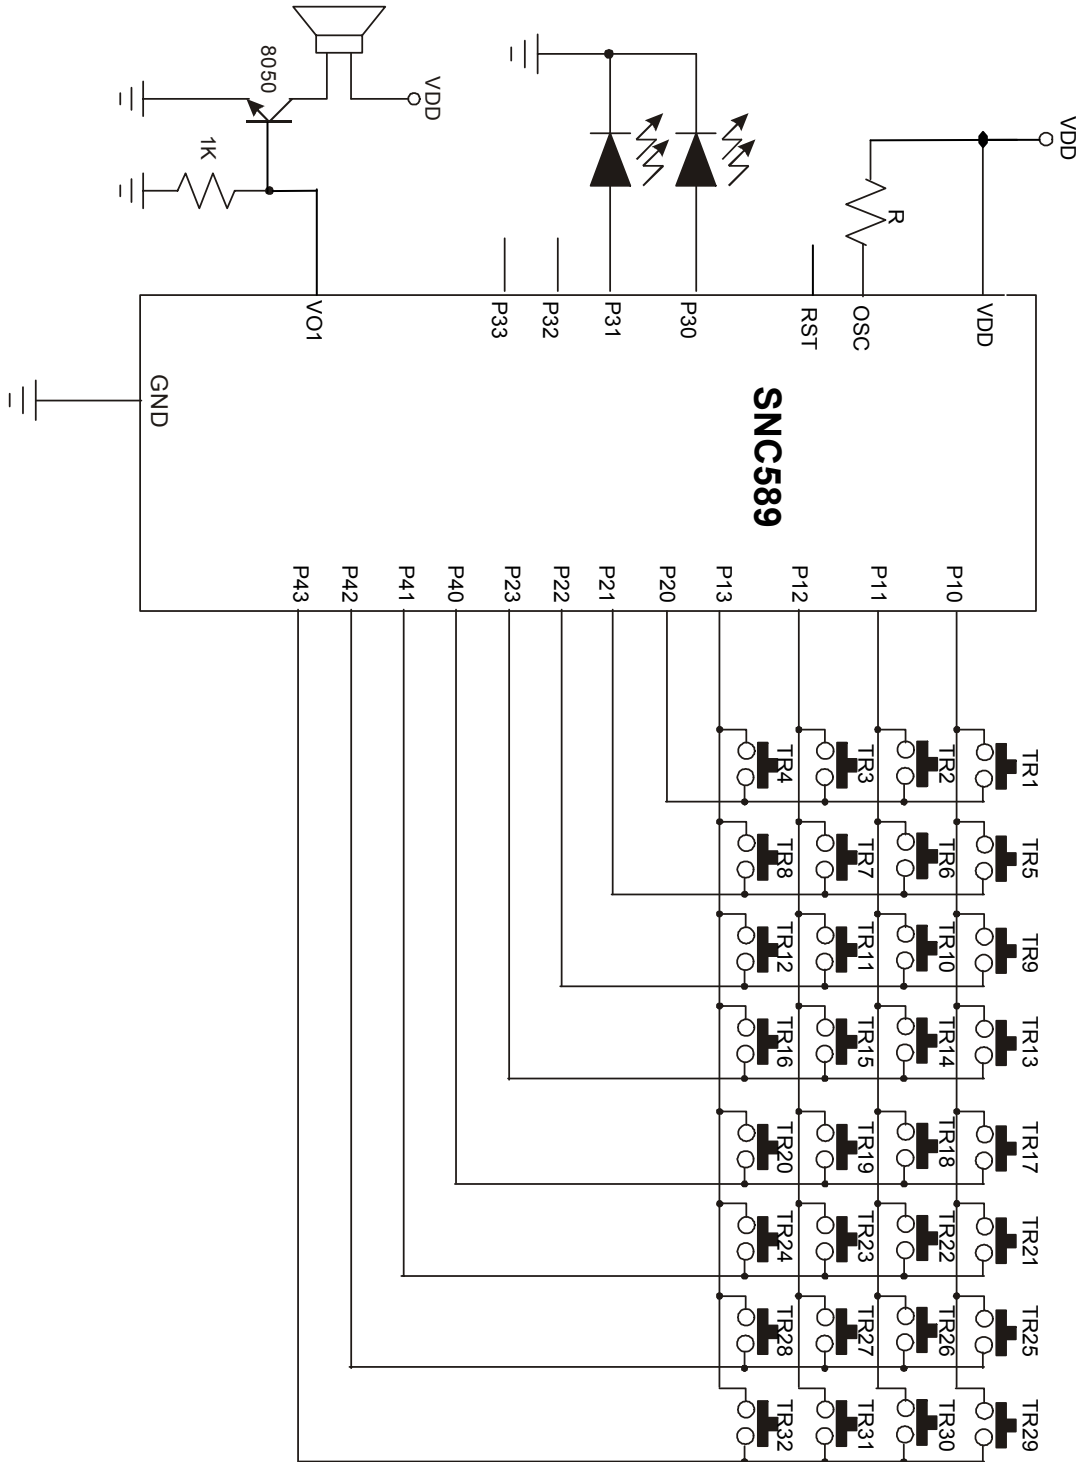 VDD
8050
VDD
1K
R
VO1
P33
P32
P31
P30
RST
OSC
VDD
GND
SNC589
P43
P42
P41
P40
P23
P22
P21
P20
P13
P12
P11
P10
TR4
TR3
TR2
TR1
TR8
TR7
TR6
TR5
TR12
TR11
TR10
TR9
TR16
TR15
TR14
TR13
TR20
TR19
TR18
TR17
TR24
TR23
TR22
TR21
TR28
TR27
TR26
TR25
TR32
TR31
TR30
TR29